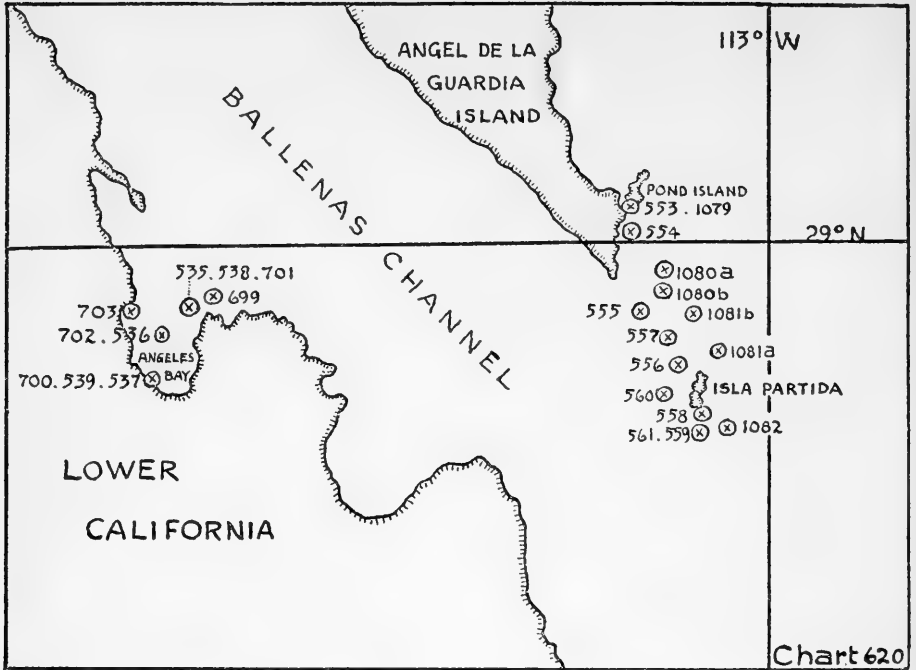 113° W
ANGEL DE LA
GUARDIA
ISLAND
BALLENAS CHANNEL
POND ISLAND
553.1079
554
29° N
535.538.701
699
703
702.536
ANGELES
BAY
700.539.537
1080a
1080b
555
1081b
557
1081a
556
560
ISLA PARTIDA
558
561.559
1082
LOWER
CALIFORNIA
Chart 620